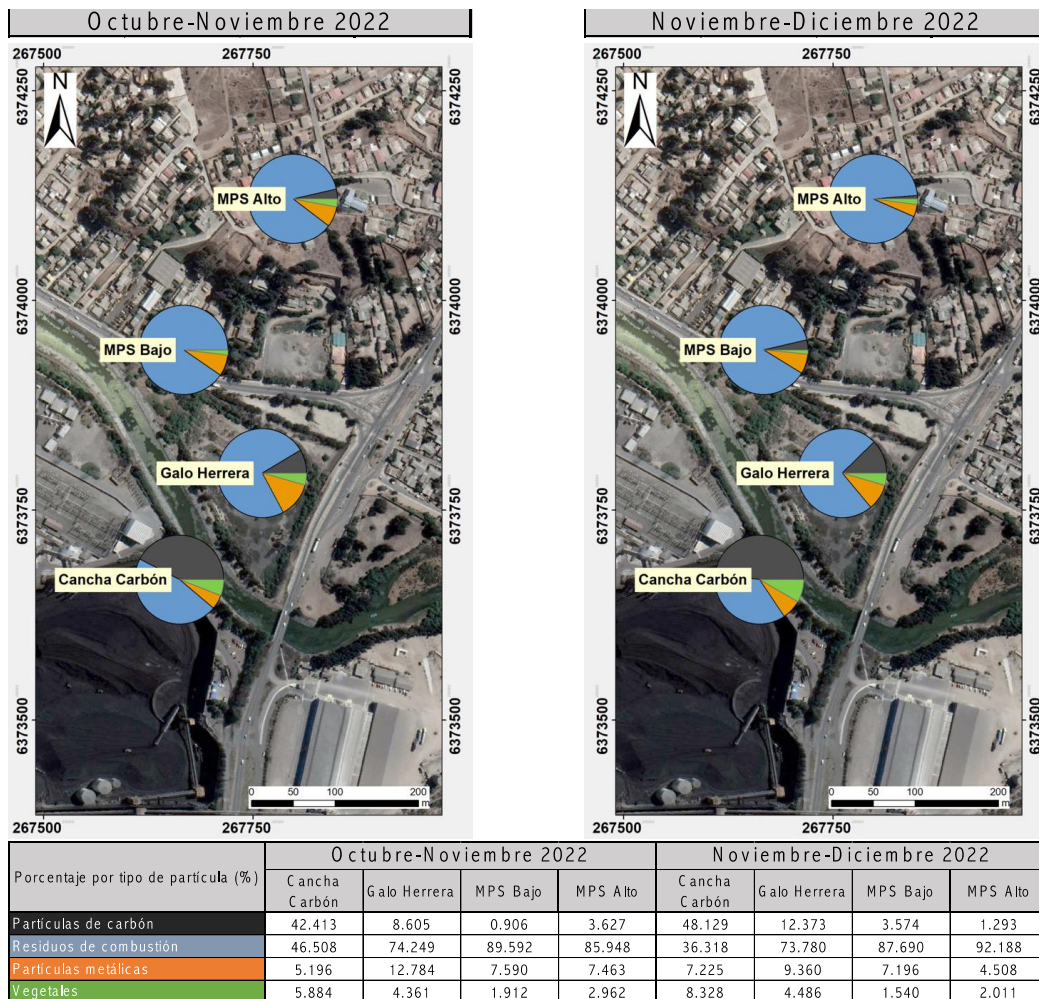 Octubre-Noviembre 2022
Noviembre-Diciembre 2022
267500 267750
6374250
6374000
6373750
6373500
N
MPS Alto
MPS Bajo
Galo Herrera
Cancha Carbón
0 50 100 200
m
267500 267750
267500 267750
6374250
6374000
6373750
6373500
N
MPS Alto
MPS Bajo
Galo Herrera
Cancha Carbón
0 50 100 200
m
267500 267750
6374250
6374000
6373750
6373500
Porcentaje por tipo de partícula (%) Octubre-Noviembre 2022 Noviembre-Diciembre 2022
Cancha Carbón Galo Herrera MPS Bajo MPS Alto Cancha Carbón Galo Herrera MPS Bajo MPS Alto
Partículas de carbón 42.413 8.605 0.906 3.627 48.129 12.373 3.574 1.293
Residuos de combustión 46.508 74.249 89.592 85.948 36.318 73.780 87.690 92.188
Partículas metálicas 5.196 12.784 7.590 7.463 7.225 9.360 7.196 4.508
Vegetales 5.884 4.361 1.912 2.962 8.328 4.486 1.540 2.011